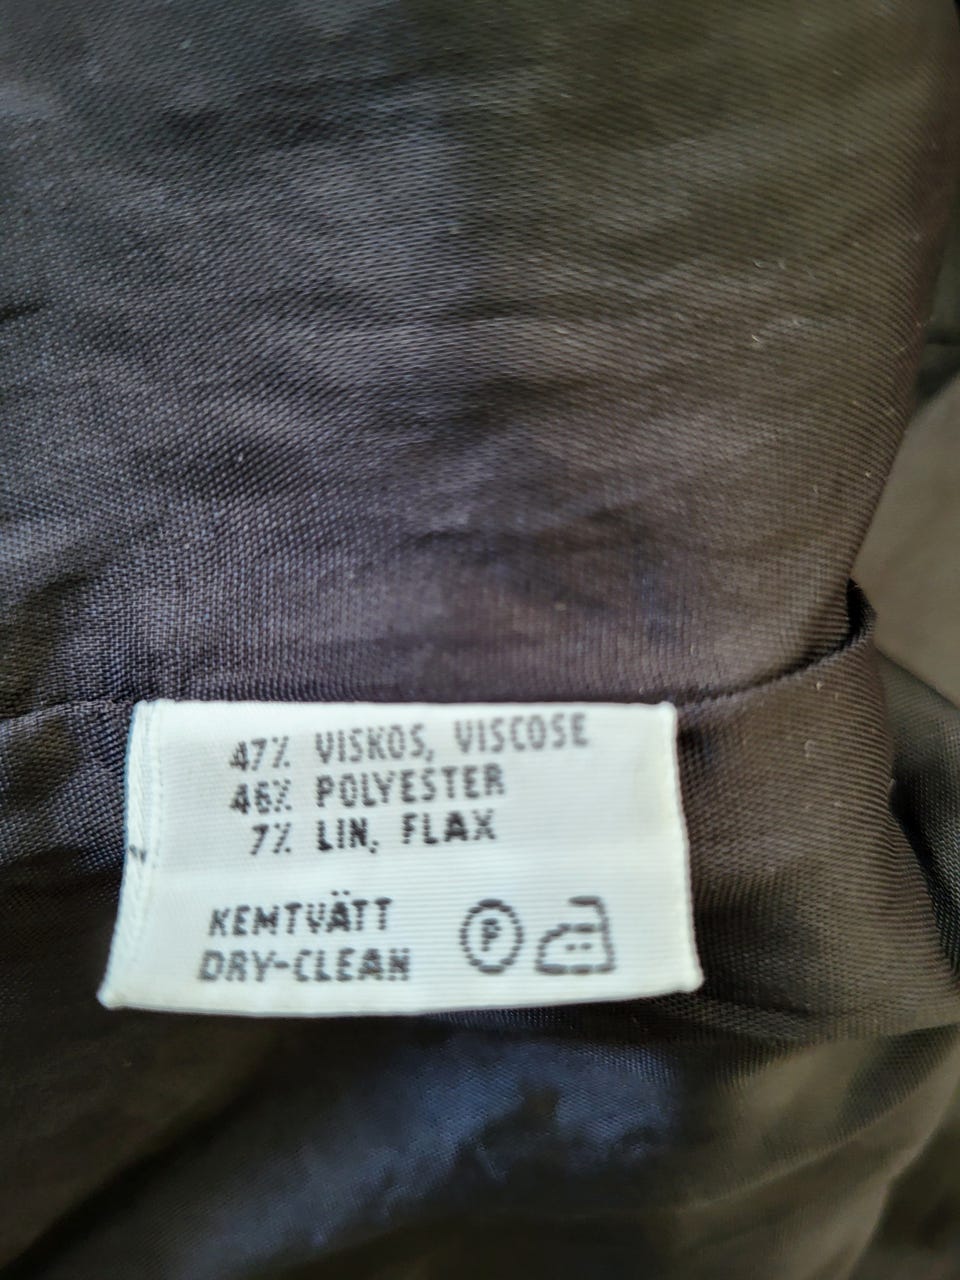 47% VISKOS, VISCOSE
46% POLYESTER
7% LIN, FLAX
KEMTVÄTT
DRY-CLEAN
P